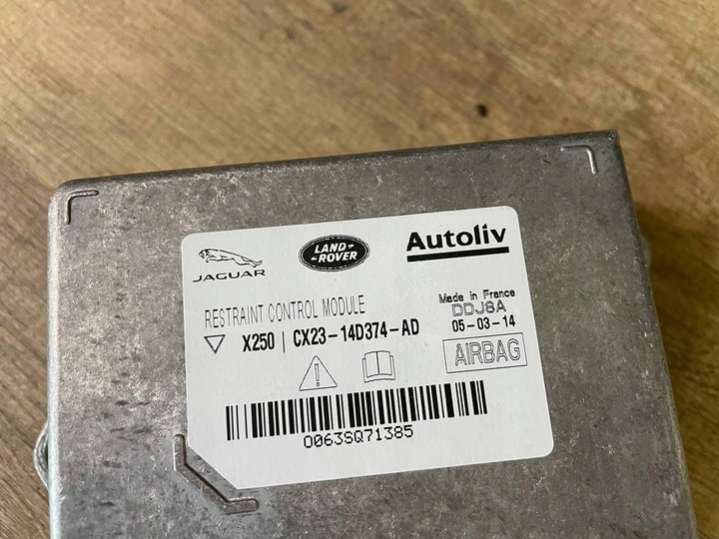 JAGUAR
LAND-
-ROVER
Autoliv
RESTRAINT CONTROL MODULE
X250 | CX23-14D374-AD
Made in France
DDJ8A
05-03-14
AIRBAG
0063SQ71385